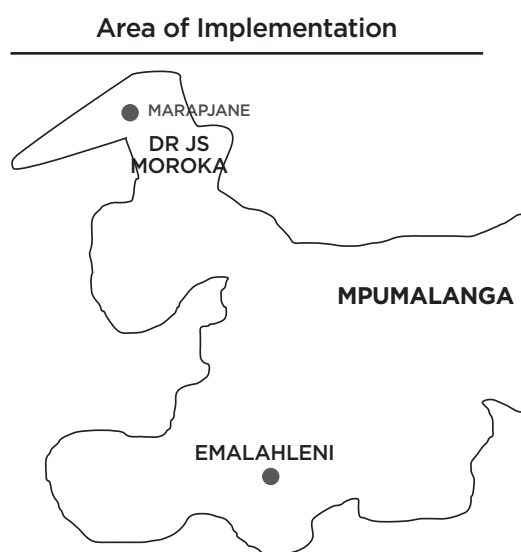 Area of Implementation
MARAPJANE
DR JS
MOROKA
MPUMALANGA
EMALAHLENI